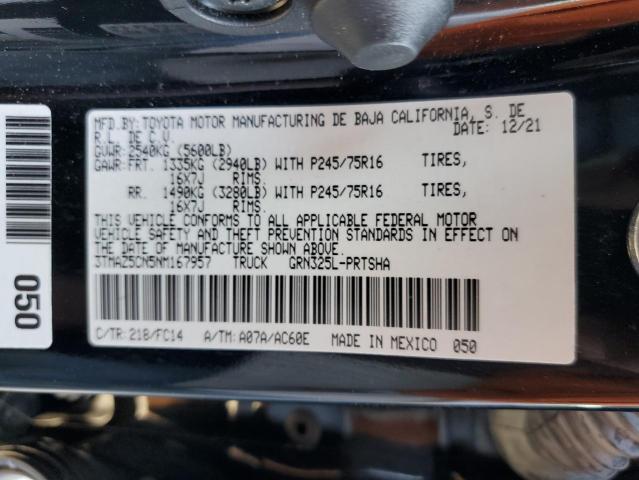 MFD.BY: TOYOTA MOTOR MANUFACTURING DE BAJA CALIFORNIA, S. DE
R.L. DE C.V. DATE: 12/21
GVWR: 2540KG (5600LB)
GAWR: FRT. 1335KG (2940LB) WITH P245/75R16 TIRES,
16X7J RIMS
RR. 1490KG (3280LB) WITH P245/75R16 TIRES,
16X7J RIMS
THIS VEHICLE CONFORMS TO ALL APPLICABLE FEDERAL MOTOR
VEHICLE SAFETY AND THEFT PREVENTION STANDARDS IN EFFECT
ON THE DATE OF MANUFACTURE SHOWN ABOVE.
3TMAZ5CN5NM167957 TRUCK GRN325L-PRTSHA
C/TR: 218/FC14 A/TM: A07A/AC60E MADE IN MEXICO 050
050